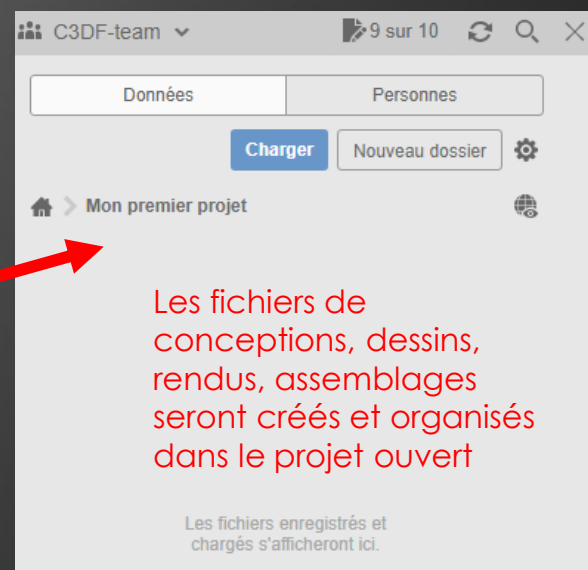 C3DF-team 9 sur 10
Données Personnes
Charger Nouveau dossier
Mon premier projet
Les fichiers de
conceptions, dessins,
rendus, assemblages
seront créés et organisés
dans le projet ouvert
Les fichiers enregistrés et
chargés s'afficheront ici.